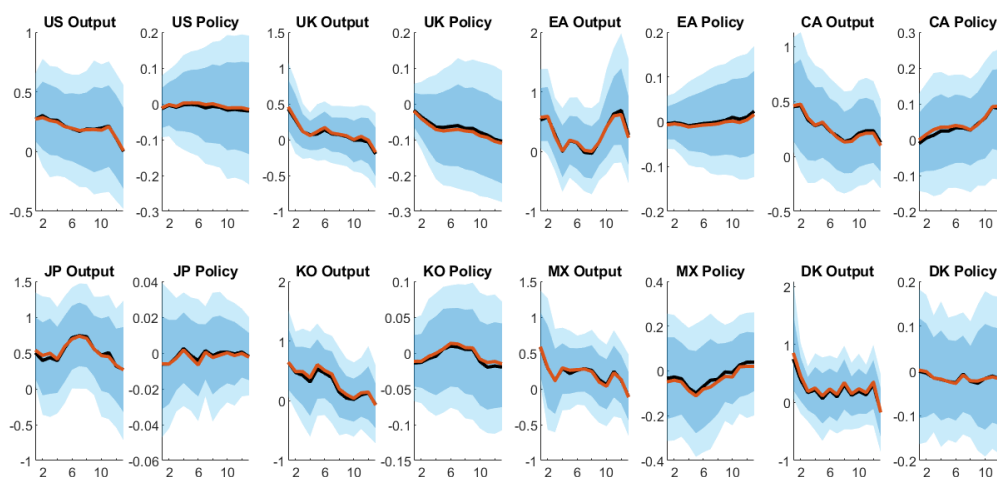 US Output US Policy UK Output UK Policy EA Output EA Policy CA Output CA Policy
1 0.2 1 0.2 2 0.2 1 0.3
0.5 0.1 0.5 0.1 1 0.1 0.5 0.2
0 0 0 0 0 0 0 0.1
-0.5 -0.1 -0.5 -0.1 -1 -0.1 -0.5 0
-0.2 -1 -0.2 -0.2 -0.1
-0.3 -0.3 -0.2
2 6 10 2 6 10 2 6 10 2 6 10 2 6 10 2 6 10 2 6 10 2 6 10
JP Output JP Policy KO Output KO Policy MX Output MX Policy DK Output DK Policy
1.5 0.04 2 0.1 1.5 0.4 2 0.2
1 0.02 1 0.05 1 0.2 1 0.1
0.5 0 0 0 0.5 0 0 0
0 -0.02 -1 -0.05 0 -0.2 -1 -0.1
-0.5 -0.04 -0.1 -0.5 -0.4 -0.2
-1 -0.06 -0.15 -1
2 6 10 2 6 10 2 6 10 2 6 10 2 6 10 2 6 10 2 6 10 2 6 10